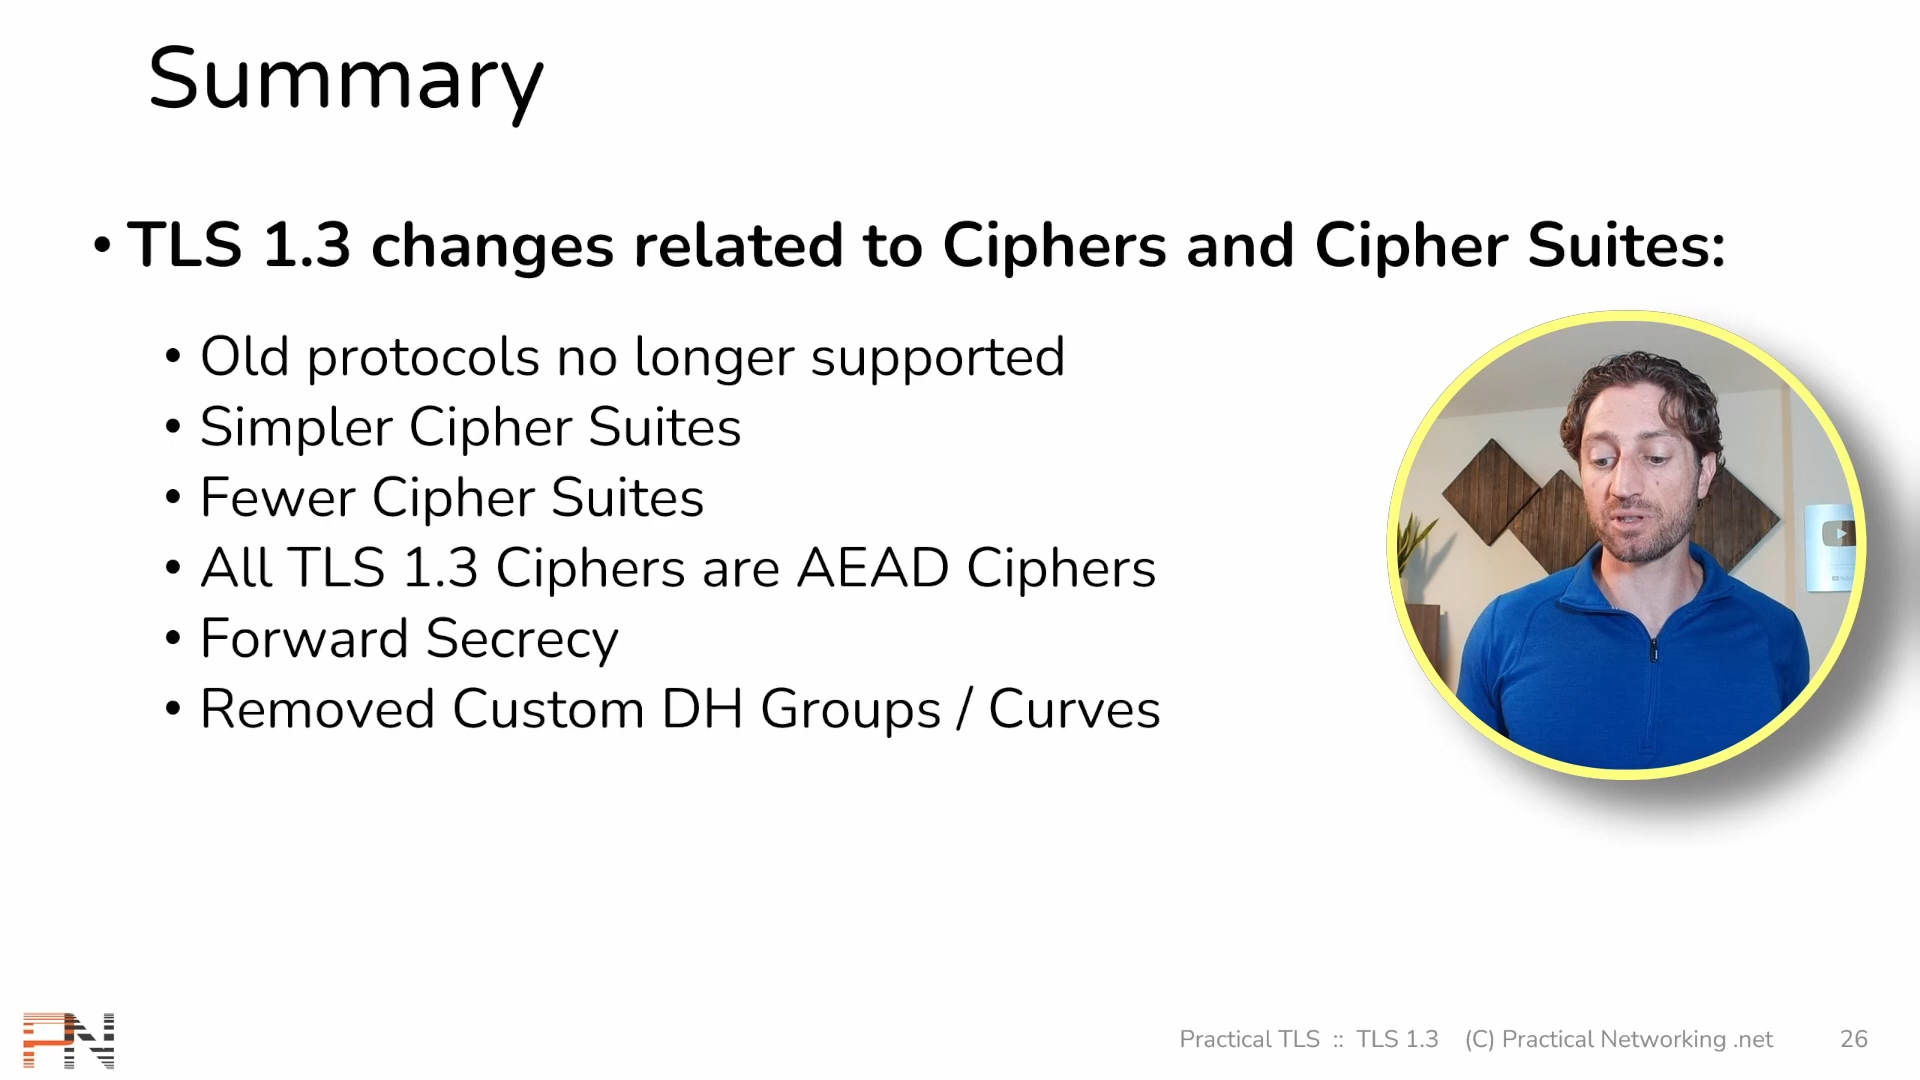 Summary
• TLS 1.3 changes related to Ciphers and Cipher Suites:
• Old protocols no longer supported
• Simpler Cipher Suites
• Fewer Cipher Suites
• All TLS 1.3 Ciphers are AEAD Ciphers
• Forward Secrecy
• Removed Custom DH Groups / Curves
PN
Practical TLS :: TLS 1.3 (C) Practical Networking .net 26